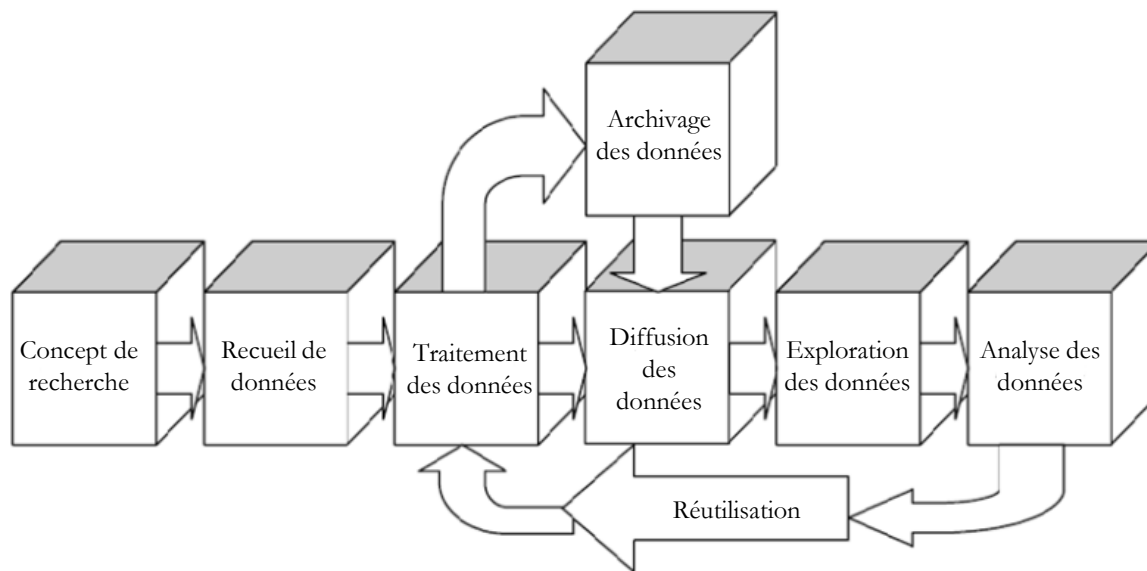 Archivage
des données
Concept de
recherche
Recueil de
données
Traitement
des données
Diffusion
des
données
Exploration
des données
Analyse des
données
Réutilisation